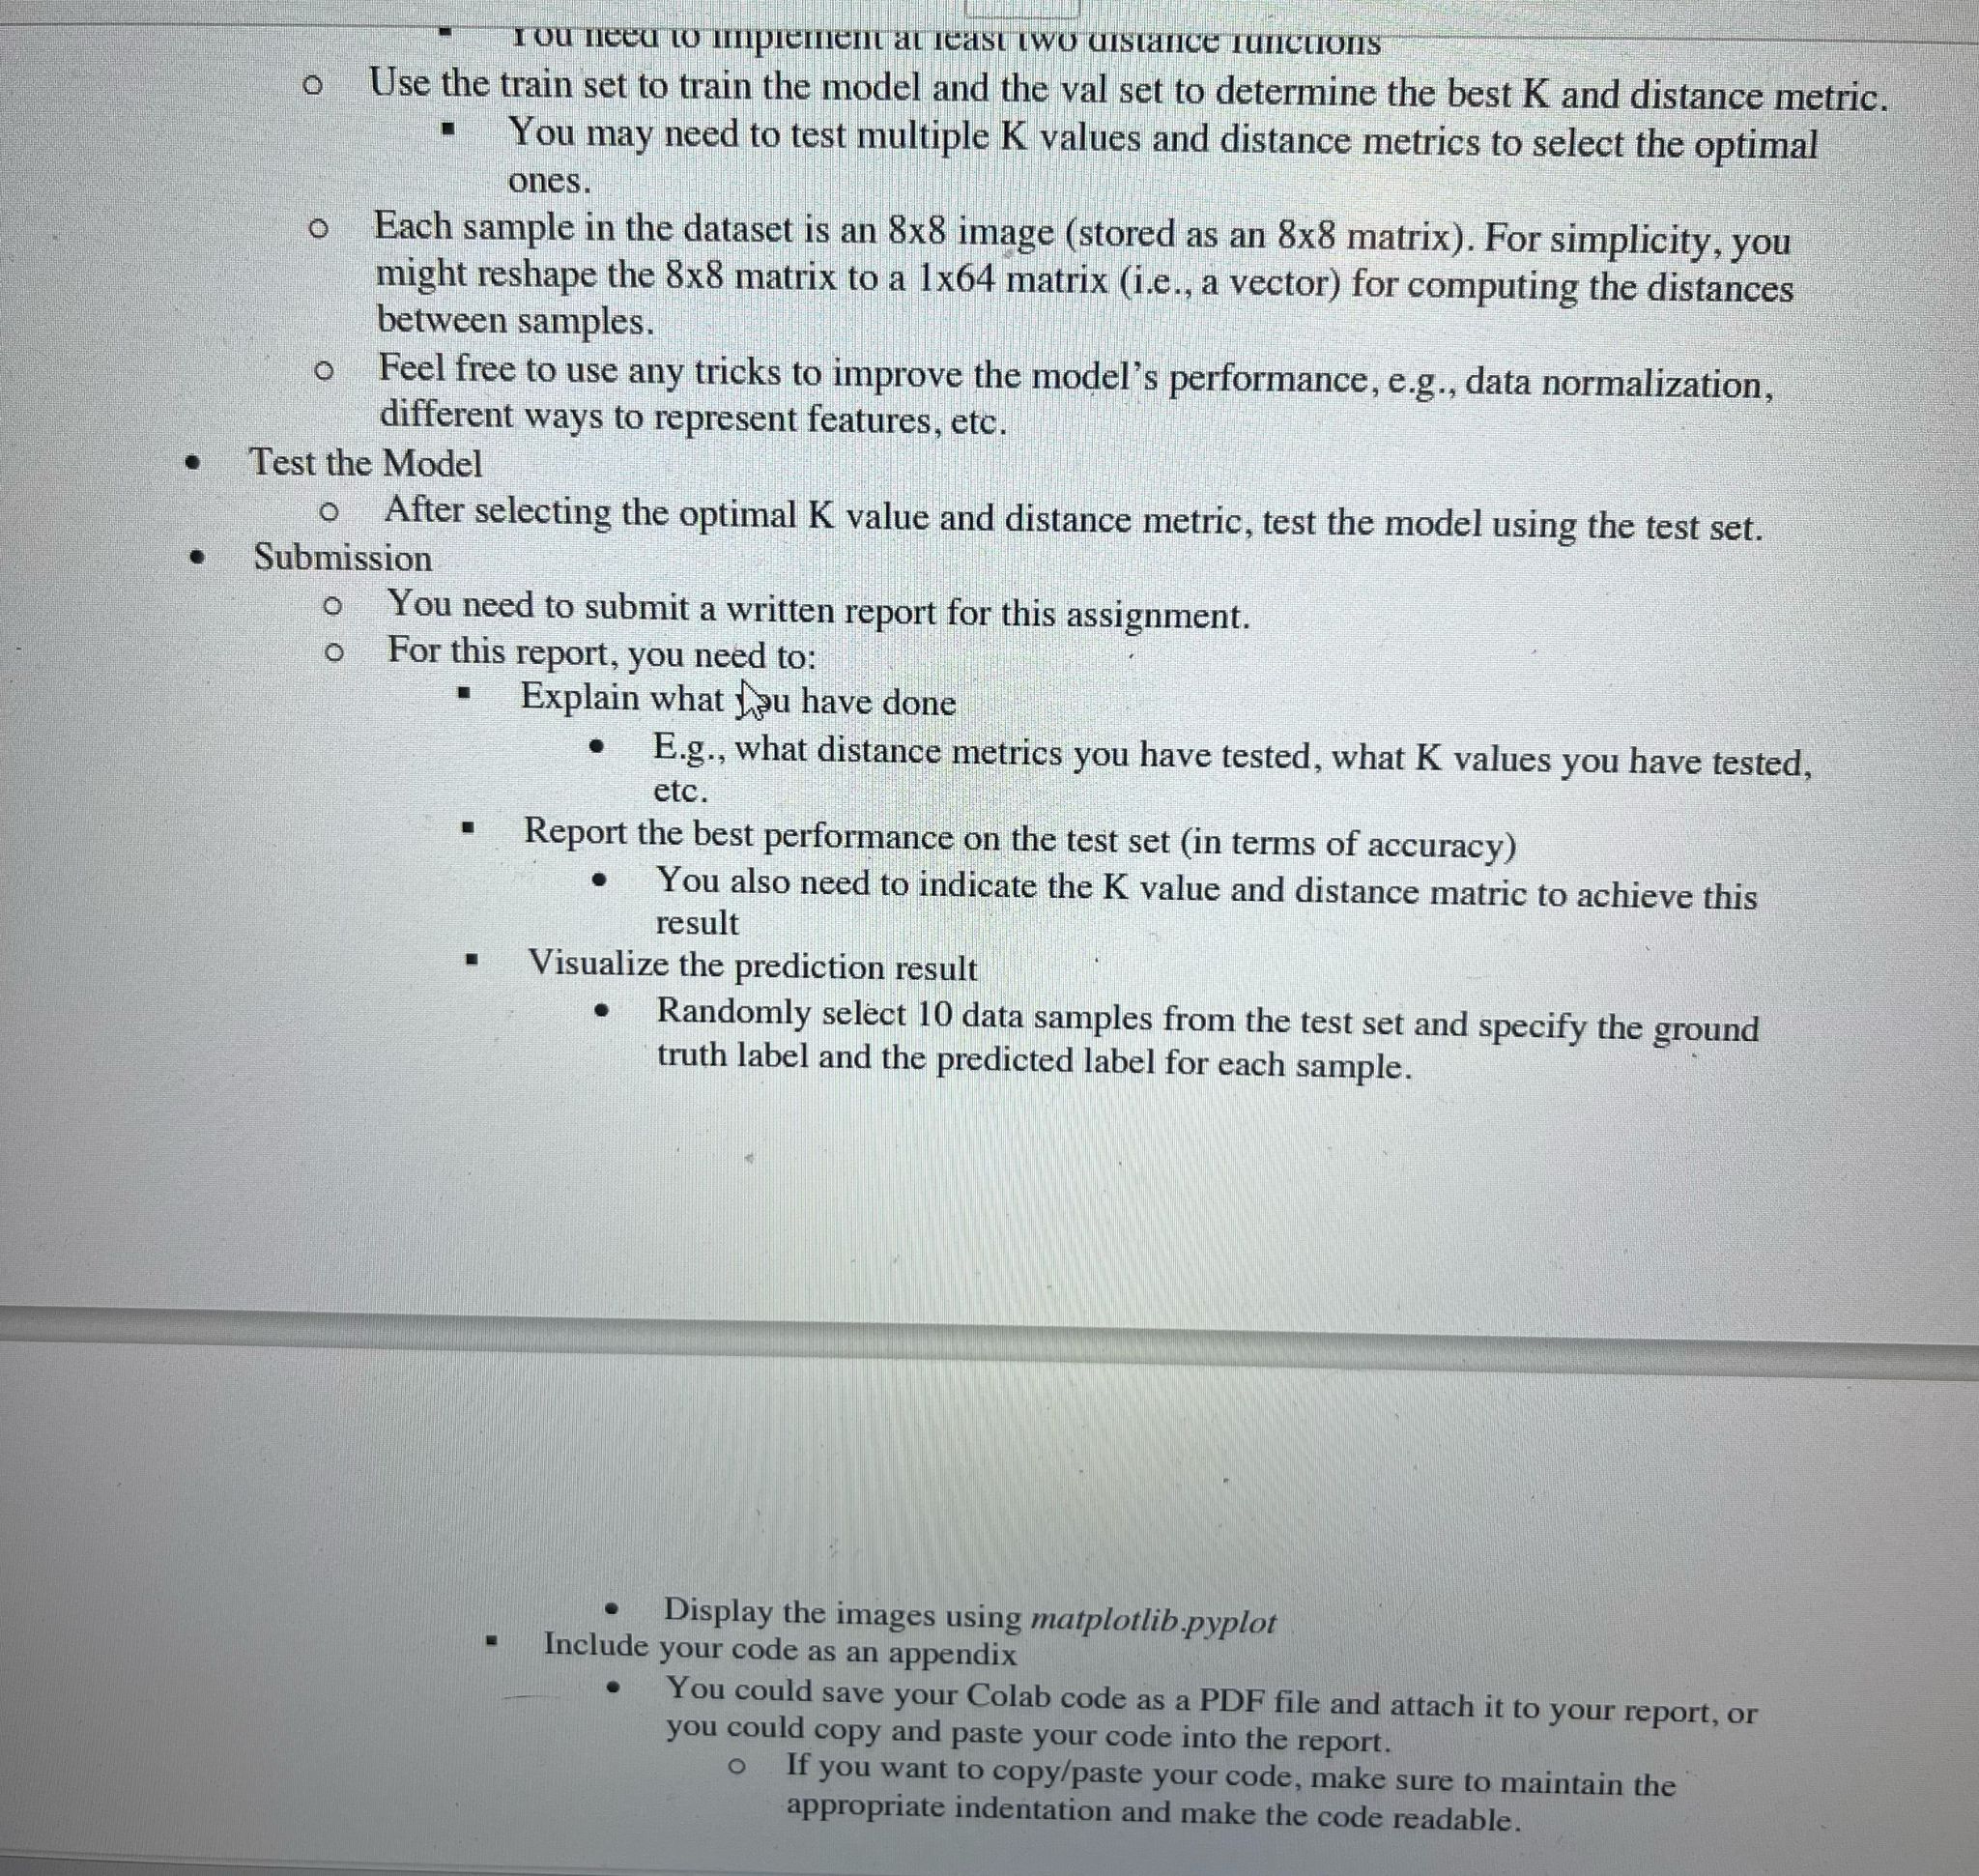 ▪ You need to implement at least two distance functions
o Use the train set to train the model and the val set to determine the best K and distance metric.
▪ You may need to test multiple K values and distance metrics to select the optimal
ones.
o Each sample in the dataset is an 8x8 image (stored as an 8x8 matrix). For simplicity, you
might reshape the 8x8 matrix to a 1x64 matrix (i.e., a vector) for computing the distances
between samples.
o Feel free to use any tricks to improve the model's performance, e.g., data normalization,
different ways to represent features, etc.
• Test the Model
o After selecting the optimal K value and distance metric, test the model using the test set.
• Submission
o You need to submit a written report for this assignment.
o For this report, you need to:
▪ Explain what you have done
• E.g., what distance metrics you have tested, what K values you have tested,
etc.
▪ Report the best performance on the test set (in terms of accuracy)
• You also need to indicate the K value and distance matric to achieve this
result
▪ Visualize the prediction result
• Randomly select 10 data samples from the test set and specify the ground
truth label and the predicted label for each sample.
• Display the images using matplotlib.pyplot
▪ Include your code as an appendix
• You could save your Colab code as a PDF file and attach it to your report, or
you could copy and paste your code into the report.
o If you want to copy/paste your code, make sure to maintain the
appropriate indentation and make the code readable.